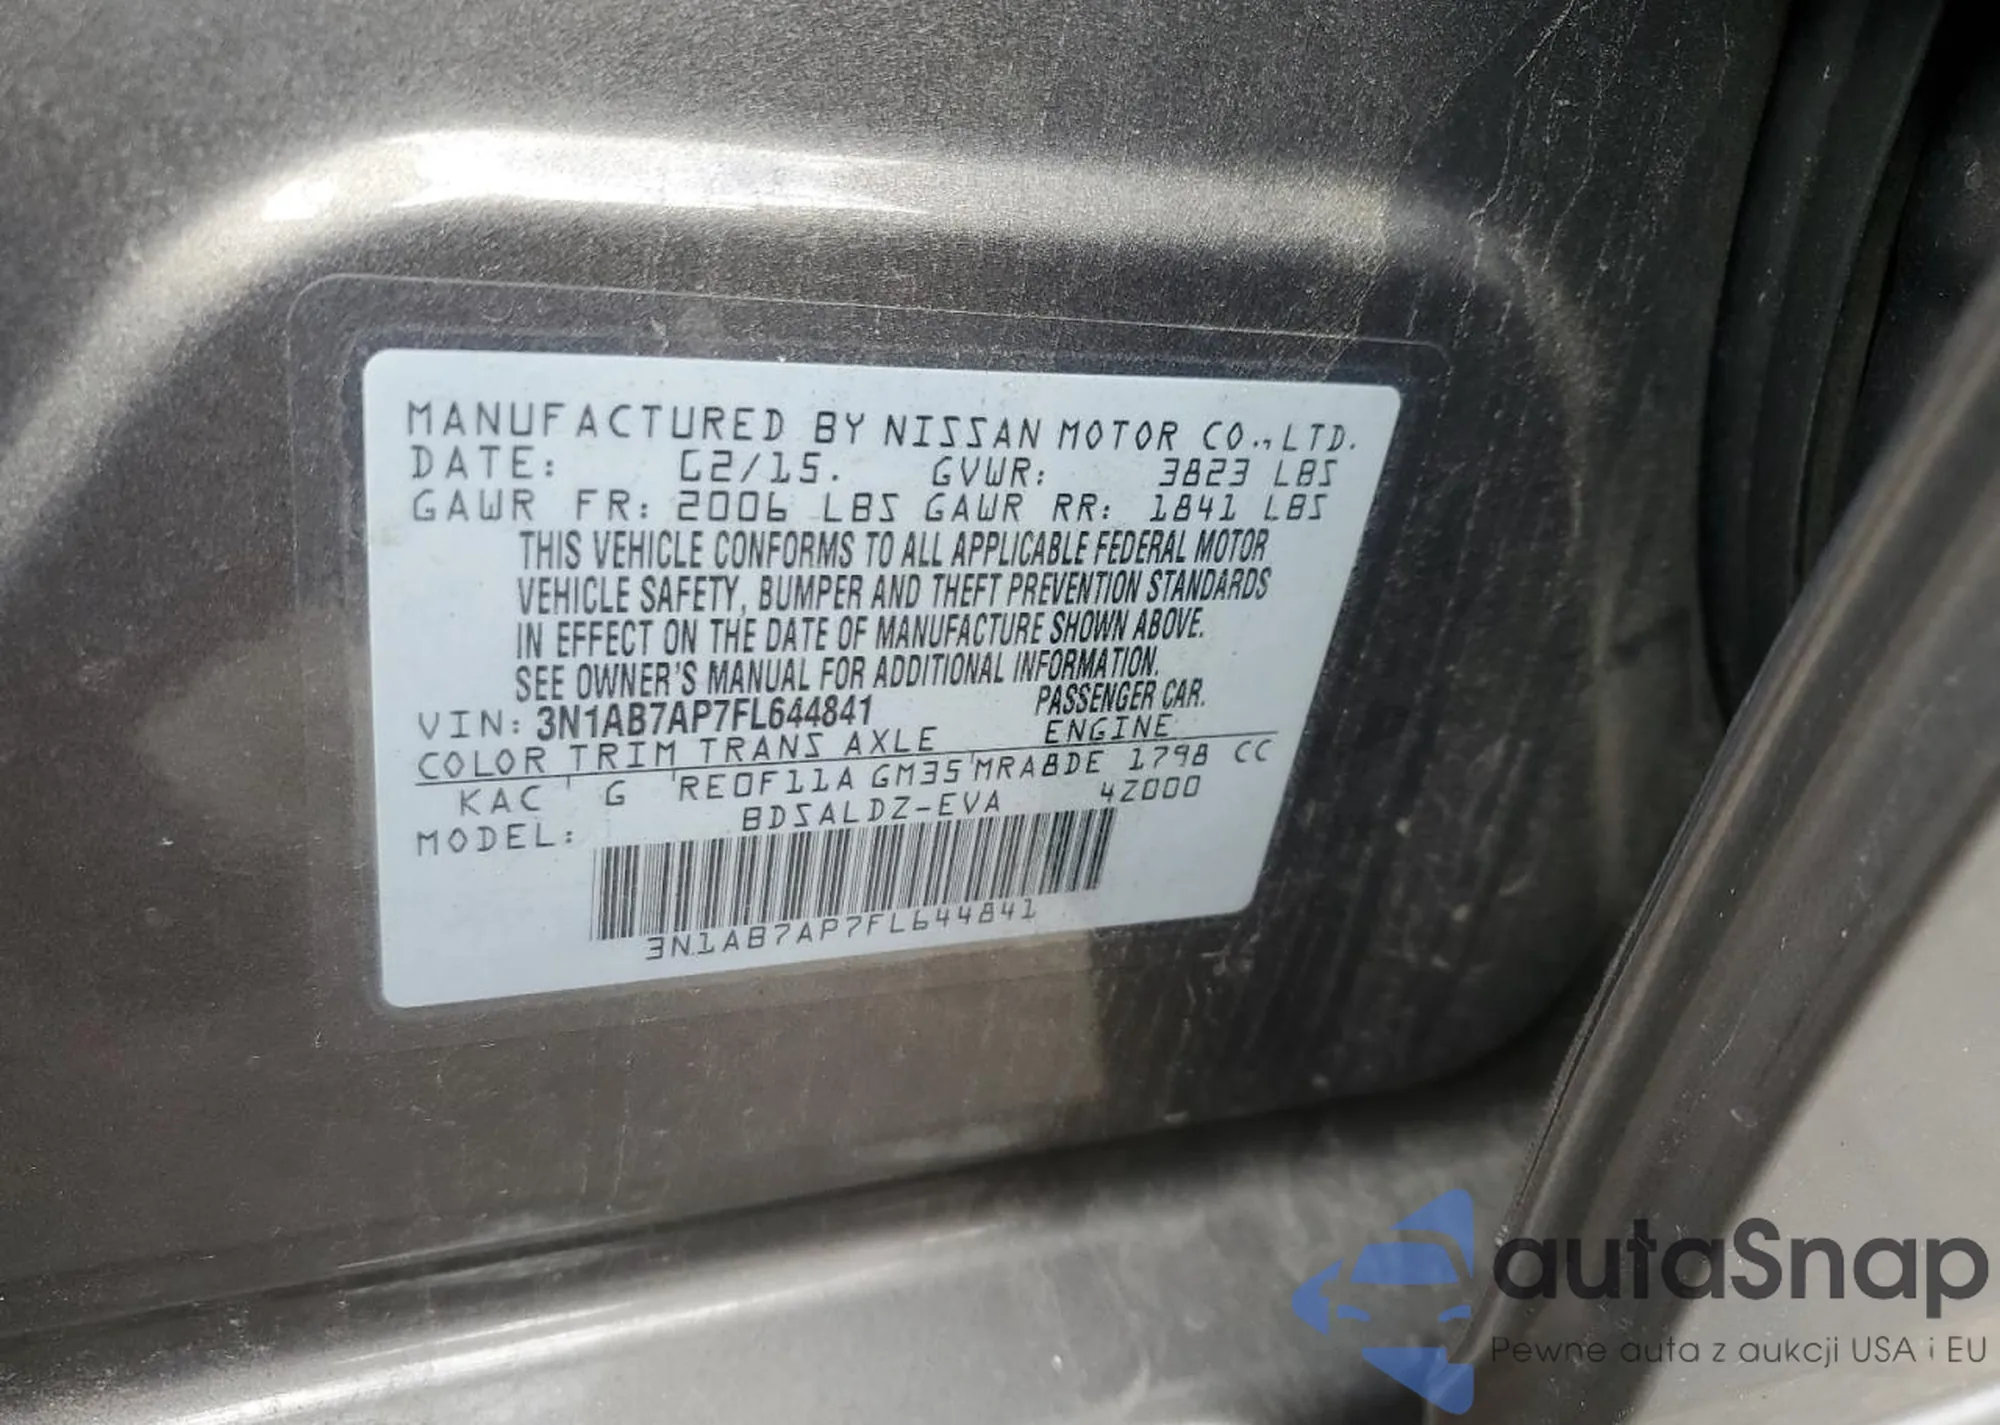 MANUFACTURED BY NISSAN MOTOR CO.,LTD.
DATE: 02/15. GVWR: 3823 LBS
GAWR FR: 2006 LBS GAWR RR: 1841 LBS
THIS VEHICLE CONFORMS TO ALL APPLICABLE FEDERAL MOTOR
VEHICLE SAFETY, BUMPER AND THEFT PREVENTION STANDARDS
IN EFFECT ON THE DATE OF MANUFACTURE SHOWN ABOVE.
SEE OWNER'S MANUAL FOR ADDITIONAL INFORMATION.
VIN: 3N1AB7AP7FL644841 PASSENGER CAR.
COLOR TRIM TRANS AXLE ENGINE
KAC G RE0F11A GM35 MRA8DE 1798 CC
MODEL: BDSALDZ-EVA 4Z000
3N1AB7AP7FL644841
autaSnap
Pewne auta z aukcji USA i EU